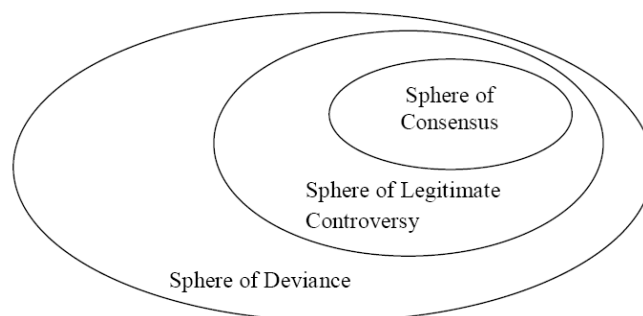 Sphere of
Consensus
Sphere of Legitimate
Controversy
Sphere of Deviance